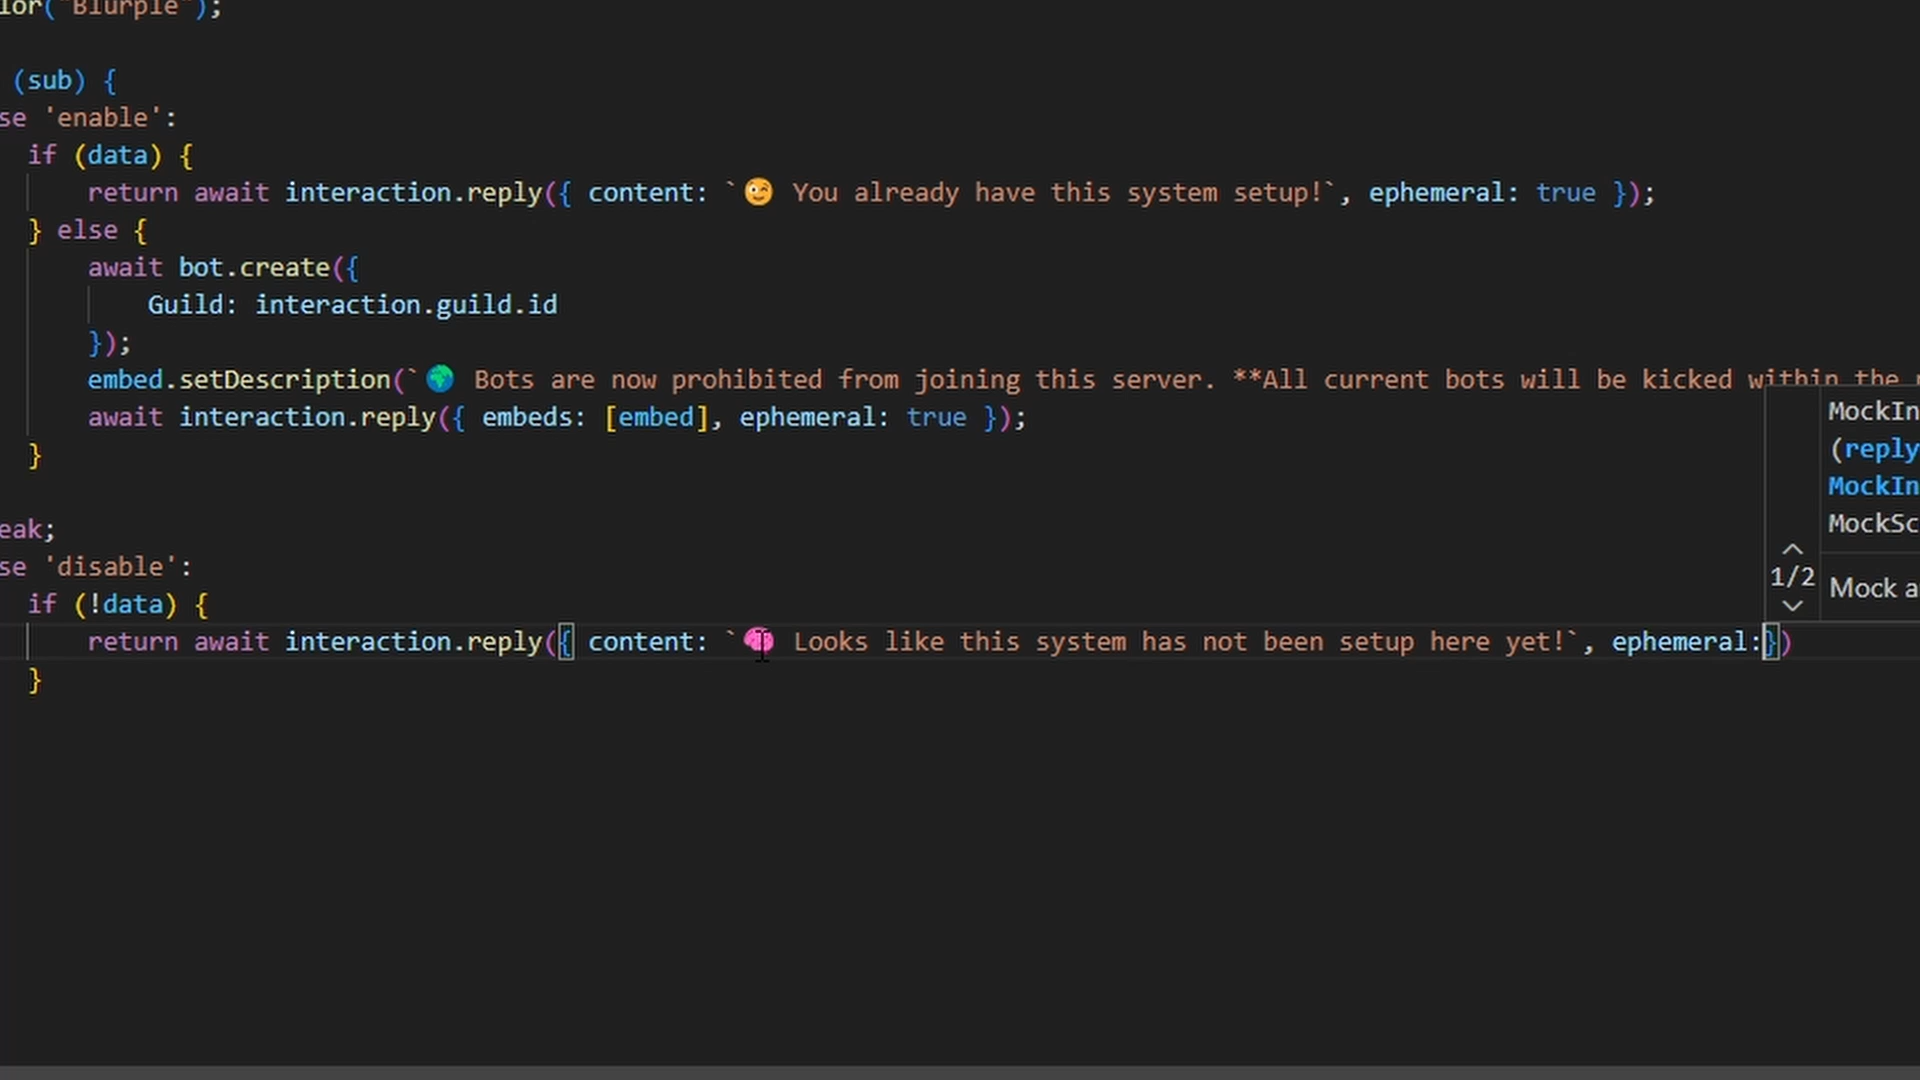 lor("Blurple");
(sub) {
se 'enable':
if (data) {
return await interaction.reply({ content: `😳 You already have this system setup!`, ephemeral: true });
} else {
await bot.create({
Guild: interaction.guild.id
});
embed.setDescription(`🌍 Bots are now prohibited from joining this server. **All current bots will be kicked within the
await interaction.reply({ embeds: [embed], ephemeral: true });
}
eak;
se 'disable':
if (!data) {
return await interaction.reply({ content: `🧠 Looks like this system has not been setup here yet!`, ephemeral:})
}
MockIn
(reply
MockIn
MockSc
1/2
Mock a